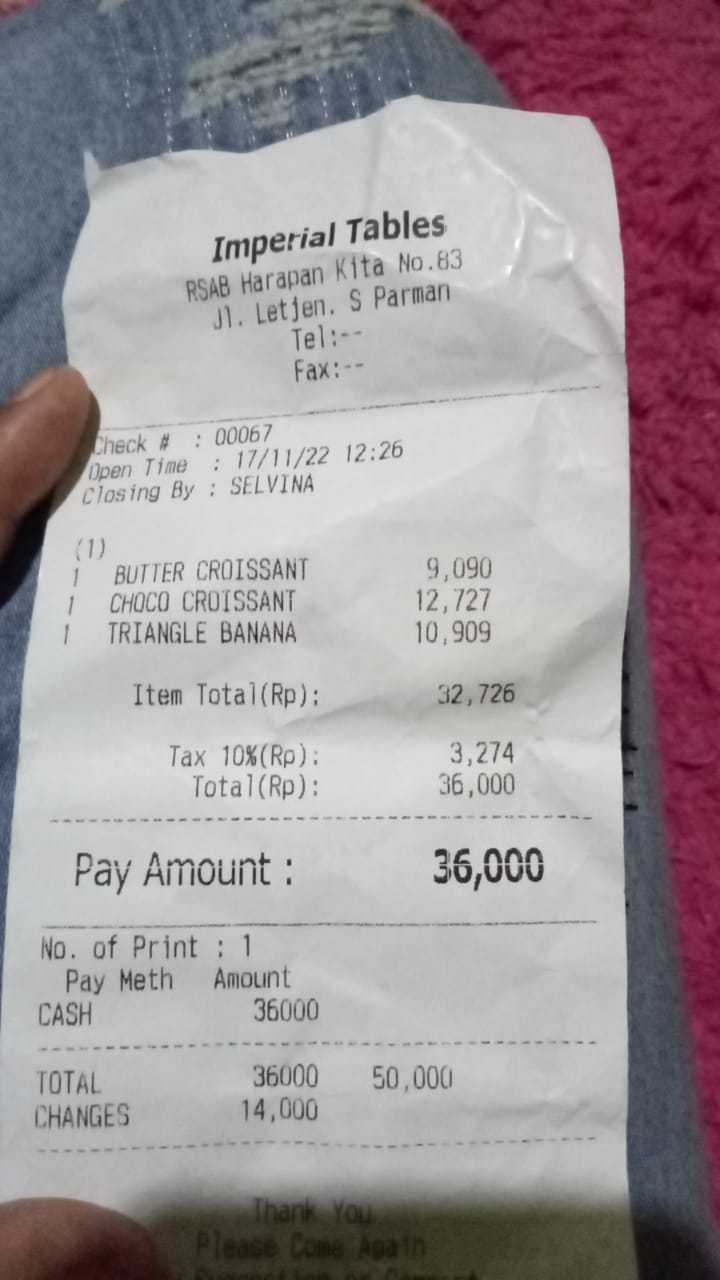 Imperial Tables
RSAB Harapan Kita No.83
Jl. Letjen. S Parman
Tel:--
Fax:--
Check # : 00067
Open Time : 17/11/22 12:26
Closing By : SELVINA
(1)
1 BUTTER CROISSANT 9,090
1 CHOCO CROISSANT 12,727
1 TRIANGLE BANANA 10,909
Item Total(Rp): 32,726
Tax 10%(Rp): 3,274
Total(Rp): 36,000
Pay Amount : 36,000
No. of Print : 1
Pay Meth Amount
CASH 36000
TOTAL 36000 50,000
CHANGES 14,000
Thank You
Please Come Again
Suggestion or Comment